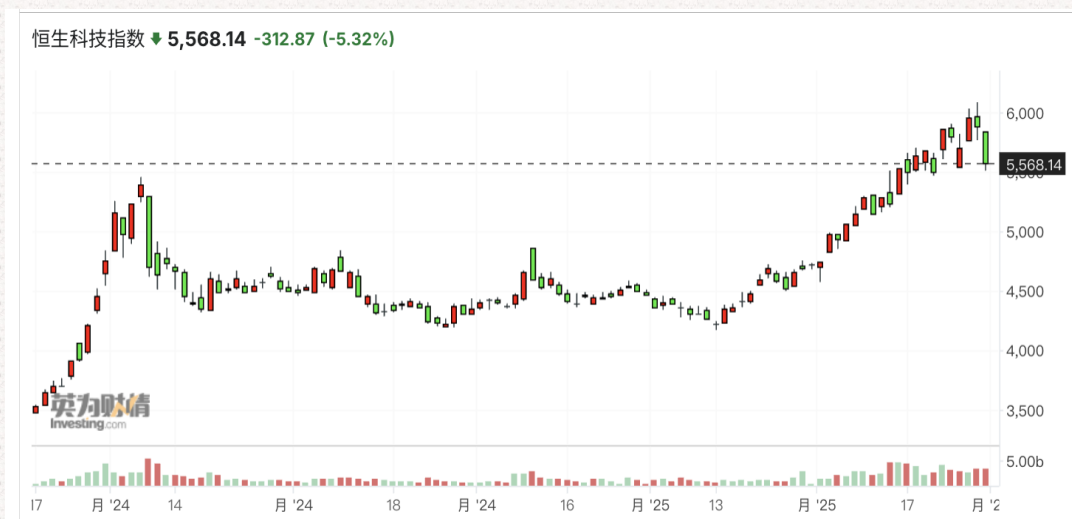 恒生科技指数 5,568.14 -312.87 (-5.32%)
6,000
5,568.14
5,000
4,500
4,000
3,500
英为财情
Investing.com
5.00b
17 月 '24 14 月 '24 18 月 '24 16 月 '25 13 月 '25 17 月 '2